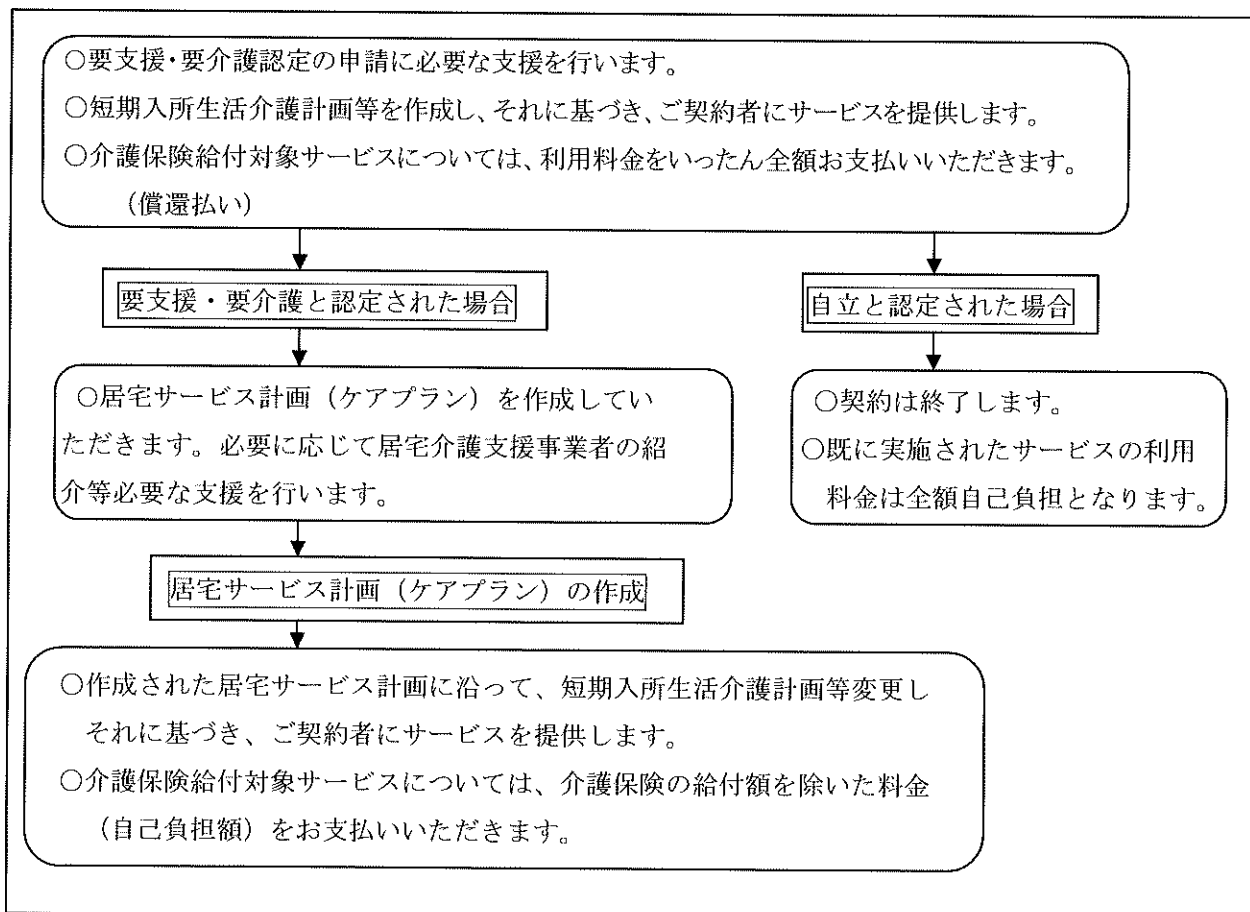 ○要支援・要介護認定の申請に必要な支援を行います。
○短期入所生活介護計画等を作成し、それに基づき、ご契約者にサービスを提供します。
○介護保険給付対象サービスについては、利用料金をいったん全額お支払いいただきます。
（償還払い）
要支援・要介護と認定された場合
自立と認定された場合
○居宅サービス計画（ケアプラン）を作成してい
ただきます。必要に応じて居宅介護支援事業者の紹
介等必要な支援を行います。
○契約は終了します。
○既に実施されたサービスの利用
料金は全額自己負担となります。
居宅サービス計画（ケアプラン）の作成
○作成された居宅サービス計画に沿って、短期入所生活介護計画等変更し
それに基づき、ご契約者にサービスを提供します。
○介護保険給付対象サービスについては、介護保険の給付額を除いた料金
（自己負担額）をお支払いいただきます。